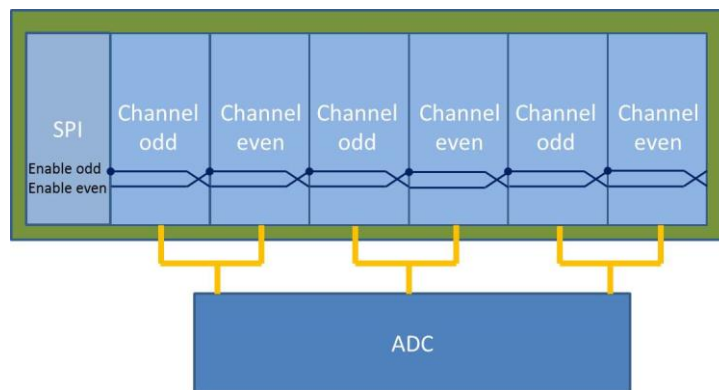 SPI
Enable odd
Enable even
Channel
odd
Channel
even
Channel
odd
Channel
even
Channel
odd
Channel
even
ADC